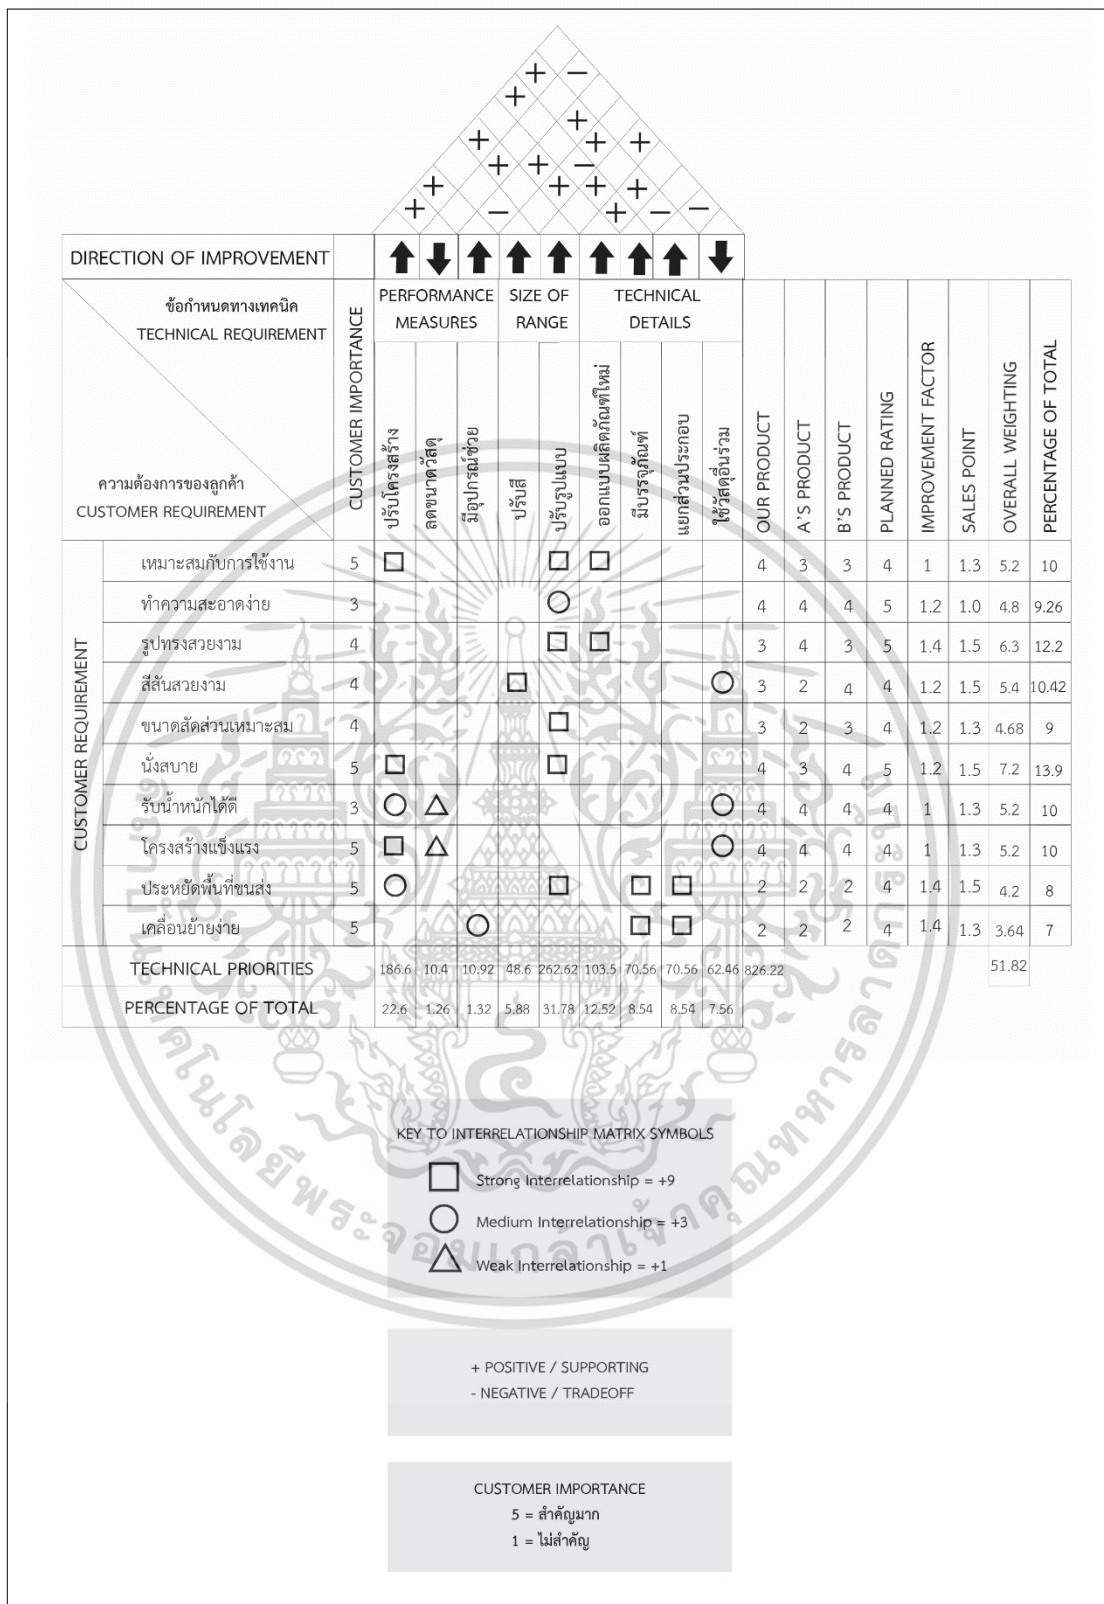 DIRECTION OF IMPROVEMENT
ข้อกำหนดทางเทคนิค
TECHNICAL REQUIREMENT
ความต้องการของลูกค้า
CUSTOMER REQUIREMENT
CUSTOMER IMPORTANCE
PERFORMANCE
MEASURES
SIZE OF
RANGE
TECHNICAL
DETAILS
ปรับโครงสร้าง
ลดขนาดวัสดุ
มีอุปกรณ์ช่วย
ปรับสี
ปรับรูปแบบ
ออกแบบผลิตภัณฑ์ใหม่
มีบรรจุภัณฑ์
แยกส่วนประกอบ
ใช้วัสดุอื่นร่วม
OUR PRODUCT
A'S PRODUCT
B'S PRODUCT
PLANNED RATING
IMPROVEMENT FACTOR
SALES POINT
OVERALL WEIGHTING
PERCENTAGE OF TOTAL
CUSTOMER REQUIREMENT
เหมาะสมกับการใช้งาน 5 4 3 3 4 1 1.3 5.2 10
ทำความสะอาดง่าย 3 4 4 4 5 1.2 1.0 4.8 9.26
รูปทรงสวยงาม 4 3 4 3 5 1.4 1.5 6.3 12.2
สีสันสวยงาม 4 3 2 4 4 1.2 1.5 5.4 10.42
ขนาดสัดส่วนเหมาะสม 4 3 2 3 4 1.2 1.3 4.68 9
นั่งสบาย 5 4 3 4 5 1.2 1.5 7.2 13.9
รับน้ำหนักได้ดี 3 4 4 4 4 1 1.3 5.2 10
โครงสร้างแข็งแรง 5 4 4 4 4 1 1.3 5.2 10
ประหยัดพื้นที่ขนส่ง 5 2 2 2 4 1.4 1.5 4.2 8
เคลื่อนย้ายง่าย 5 2 2 2 4 1.4 1.3 3.64 7
TECHNICAL PRIORITIES 186.6 10.4 10.92 48.6 262.62 103.5 70.56 70.56 62.46 826.22 51.82
PERCENTAGE OF TOTAL 22.6 1.26 1.32 5.88 31.78 12.52 8.54 8.54 7.56
KEY TO INTERRELATIONSHIP MATRIX SYMBOLS
Strong Interrelationship = +9
Medium Interrelationship = +3
Weak Interrelationship = +1
+ POSITIVE / SUPPORTING
- NEGATIVE / TRADEOFF
CUSTOMER IMPORTANCE
5 = สำคัญมาก
1 = ไม่สำคัญ